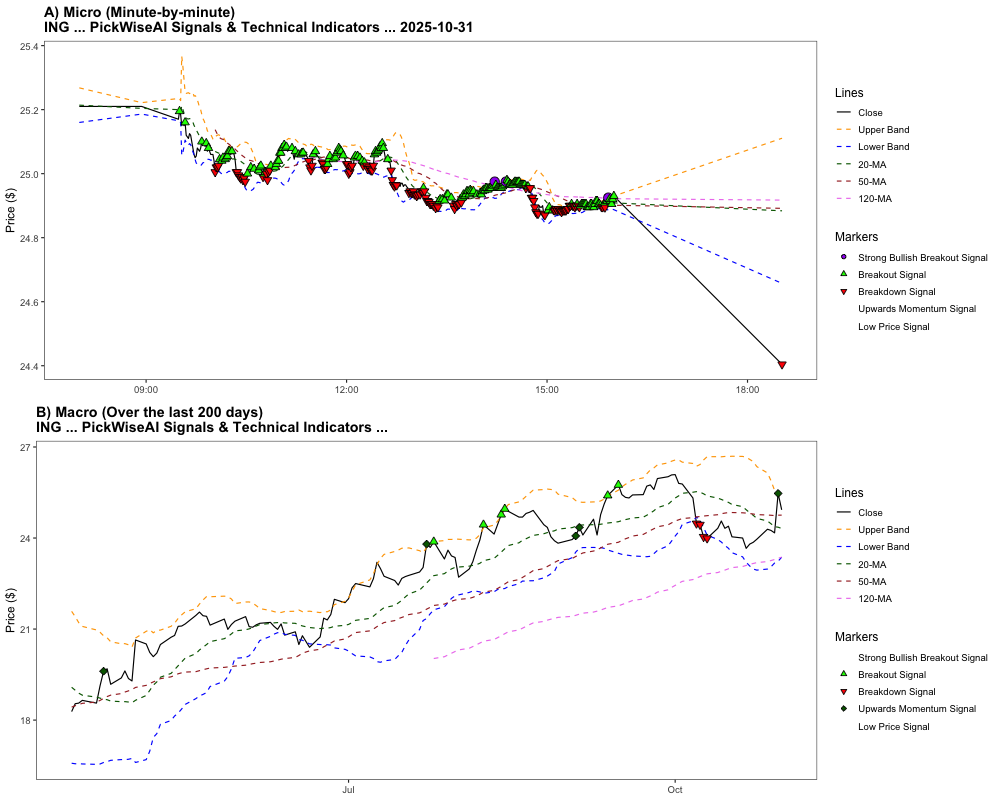 A) Micro (Minute-by-minute)
ING ... PickWiseAI Signals & Technical Indicators ... 2025-10-31
Price ($)
25.4
25.2
25.0
24.8
24.6
24.4
09:00
12:00
15:00
18:00
Lines
Close
Upper Band
Lower Band
20-MA
50-MA
120-MA
Markers
Strong Bullish Breakout Signal
Breakout Signal
Breakdown Signal
Upwards Momentum Signal
Low Price Signal
B) Macro (Over the last 200 days)
ING ... PickWiseAI Signals & Technical Indicators ...
Price ($)
27
24
21
18
Jul
Oct
Lines
Close
Upper Band
Lower Band
20-MA
50-MA
120-MA
Markers
Strong Bullish Breakout Signal
Breakout Signal
Breakdown Signal
Upwards Momentum Signal
Low Price Signal